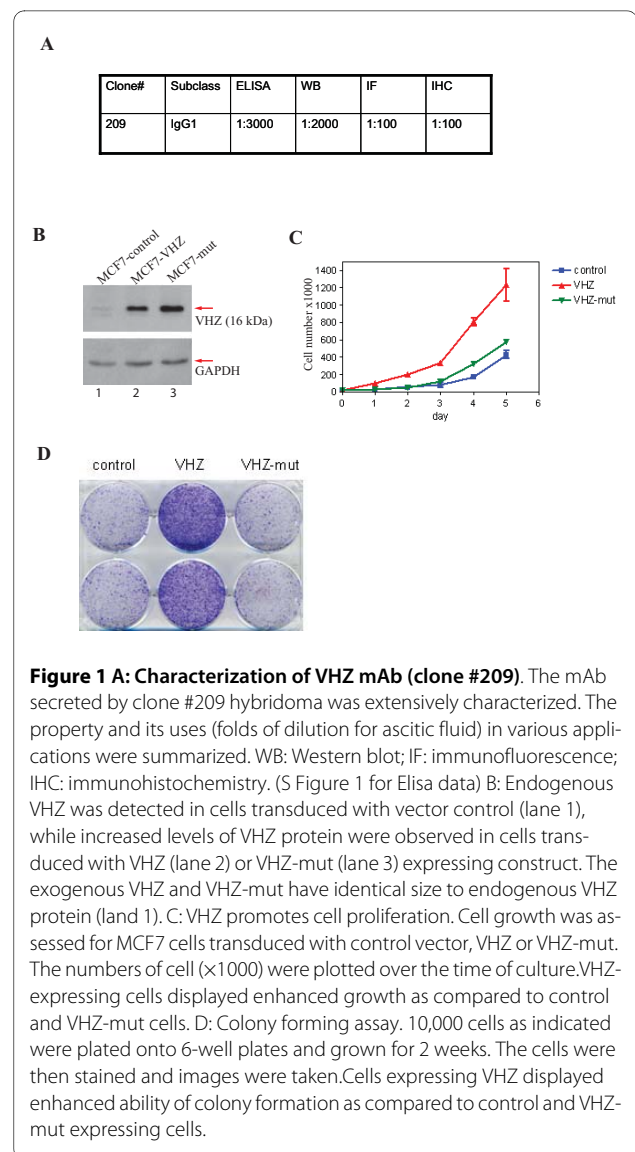 A
Clone# Subclass ELISA WB IF IHC
209 IgG1 1:3000 1:2000 1:100 1:100
B
MCF7-control
MCF7-VHZ
MCF7-mut
VHZ (16 kDa)
GAPDH
1 2 3
C
Cell number x1000
1400
1200
1000
800
600
400
200
0
0 1 2 3 4 5 6
day
control
VHZ
VHZ-mut
D
control VHZ VHZ-mut
Figure 1 A: Characterization of VHZ mAb (clone #209). The mAb
secreted by clone #209 hybridoma was extensively characterized. The
property and its uses (folds of dilution for ascitic fluid) in various appli-
cations were summarized. WB: Western blot; IF: immunofluorescence;
IHC: immunohistochemistry. (S Figure 1 for Elisa data) B: Endogenous
VHZ was detected in cells transduced with vector control (lane 1),
while increased levels of VHZ protein were observed in cells trans-
duced with VHZ (lane 2) or VHZ-mut (lane 3) expressing construct. The
exogenous VHZ and VHZ-mut have identical size to endogenous VHZ
protein (land 1). C: VHZ promotes cell proliferation. Cell growth was as-
sessed for MCF7 cells transduced with control vector, VHZ or VHZ-mut.
The numbers of cell (×1000) were plotted over the time of culture.VHZ-
expressing cells displayed enhanced growth as compared to control
and VHZ-mut cells. D: Colony forming assay. 10,000 cells as indicated
were plated onto 6-well plates and grown for 2 weeks. The cells were
then stained and images were taken.Cells expressing VHZ displayed
enhanced ability of colony formation as compared to control and VHZ-
mut expressing cells.